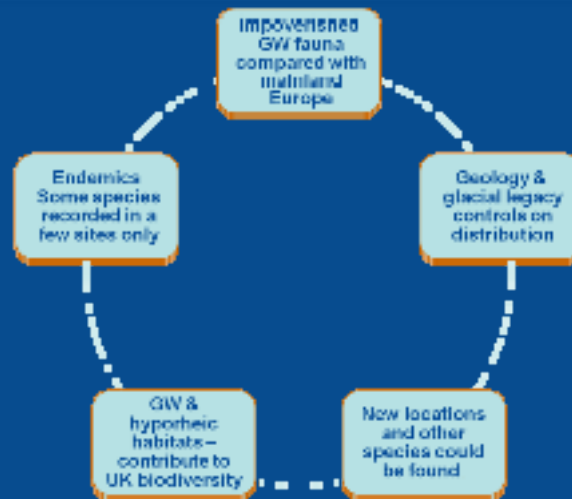 Impoverished
GW fauna
compared with
mainland
Europe
Geology &
glacial legacy
controls on
distribution
New locations
and other
species could
be found
GW &
hyporheic
habitats –
contribute to
UK biodiversity
Endemics
Some species
recorded in a
few sites only